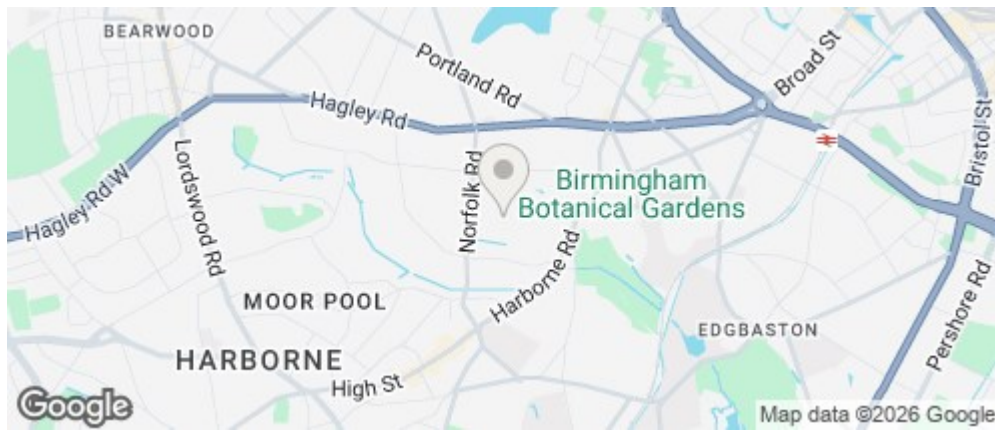 BEARWOOD
Portland Rd
Broad St
Hagley Rd
Bristol St
Lordswood Rd
Norfolk Rd
Birmingham
Botanical Gardens
Hagley Rd W
Harborne Rd
Pershore Rd
MOOR POOL
EDGBASTON
HARBORNE
High St
Google
Map data ©2026 Google